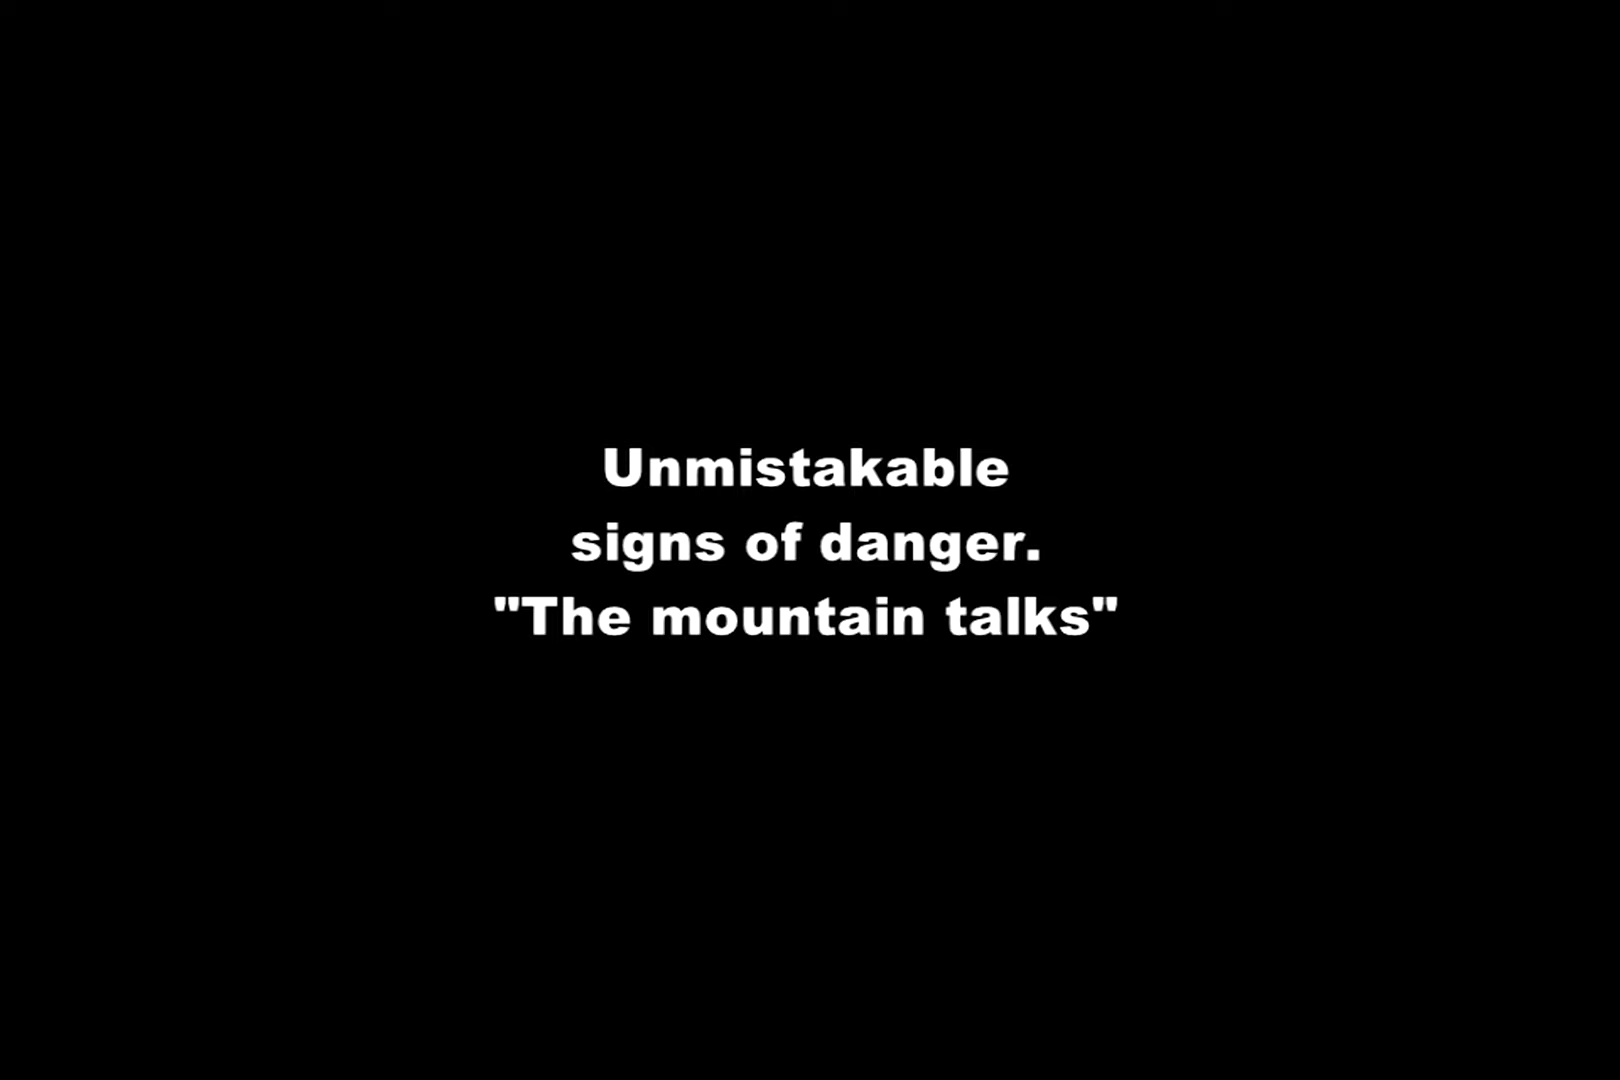 Unmistakable
signs of danger.
"The mountain talks"